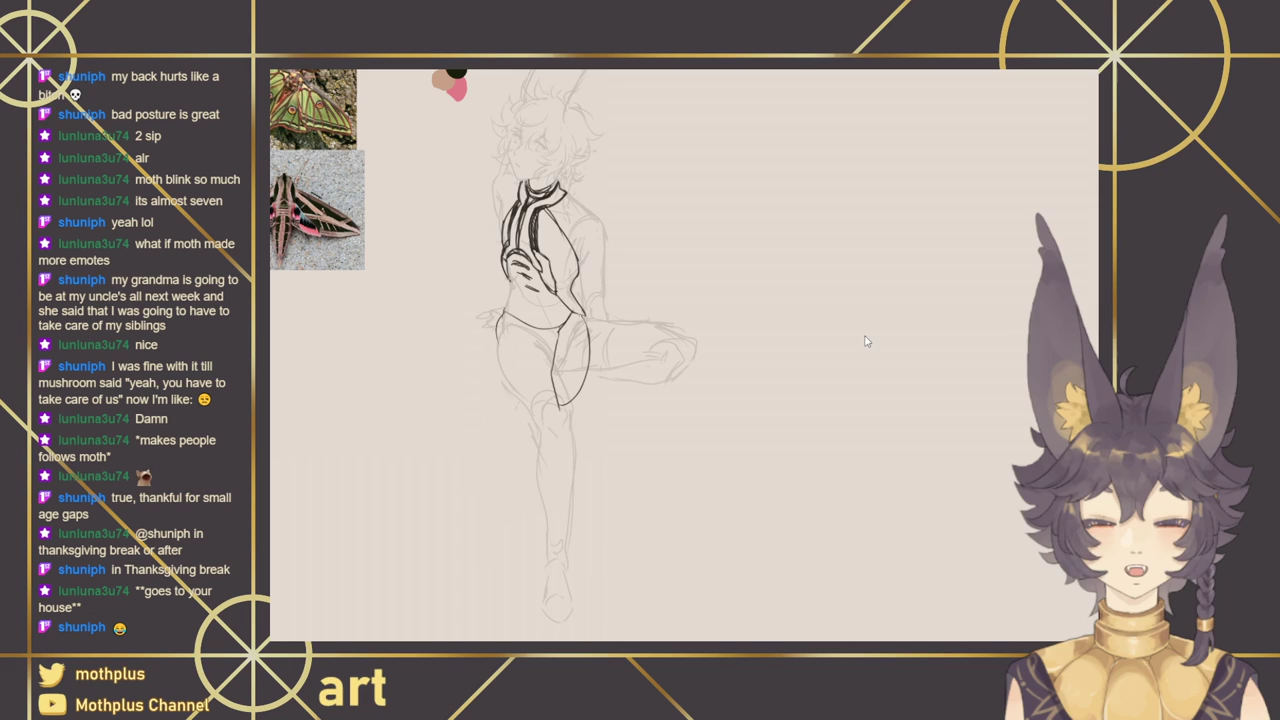 shuniph my back hurts like a
bitch 💀
shuniph bad posture is great
lunluna3u74 2 sip
lunluna3u74 alr
lunluna3u74 moth blink so much
lunluna3u74 its almost seven
shuniph yeah lol
lunluna3u74 what if moth made
more emotes
shuniph my grandma is going to
be at my uncle's all next week and
she said that I was going to have to
take care of my siblings
lunluna3u74 nice
shuniph I was fine with it till
mushroom said "yeah, you have to
take care of us" now I'm like: 😔
lunluna3u74 Damn
lunluna3u74 *makes people
follows moth*
lunluna3u74
shuniph true, thankful for small
age gaps
lunluna3u74 @shuniph in
thanksgiving break or after
shuniph in Thanksgiving break
lunluna3u74 **goes to your
house**
shuniph 😂
mothplus
Mothplus Channel
art